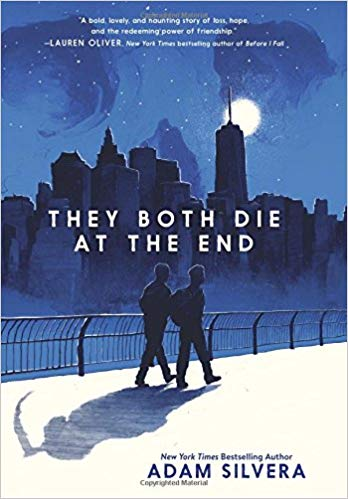 Copyrighted Material
"A bold, lovely, and haunting story of loss, hope,
and the redeeming power of friendship."
—LAUREN OLIVER, New York Times bestselling author of Before I Fall
THEY BOTH DIE
AT THE END
New York Times Bestselling Author
ADAM SILVERA
Copyrighted Material